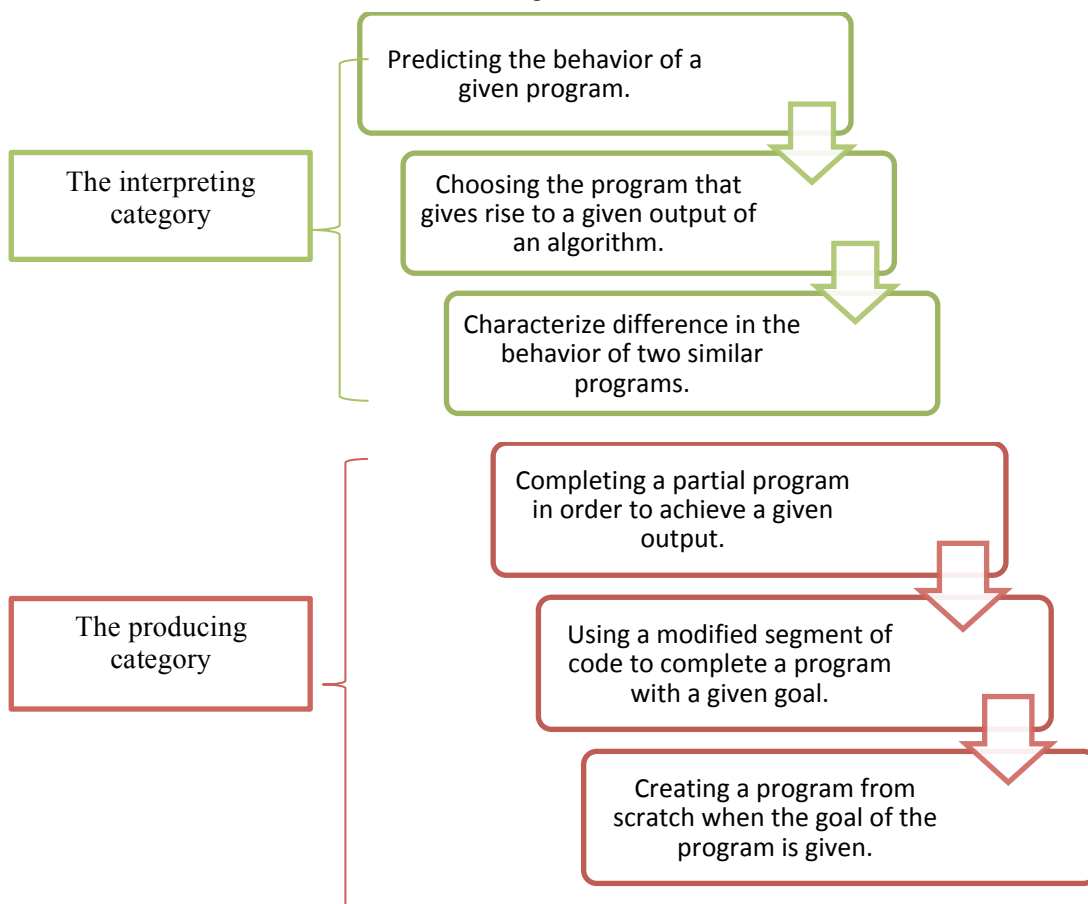 Predicting the behavior of a
given program.
The interpreting
category
Choosing the program that
gives rise to a given output of
an algorithm.
Characterize difference in the
behavior of two similar
programs.
Completing a partial program
in order to achieve a given
output.
The producing
category
Using a modified segment of
code to complete a program
with a given goal.
Creating a program from
scratch when the goal of the
program is given.